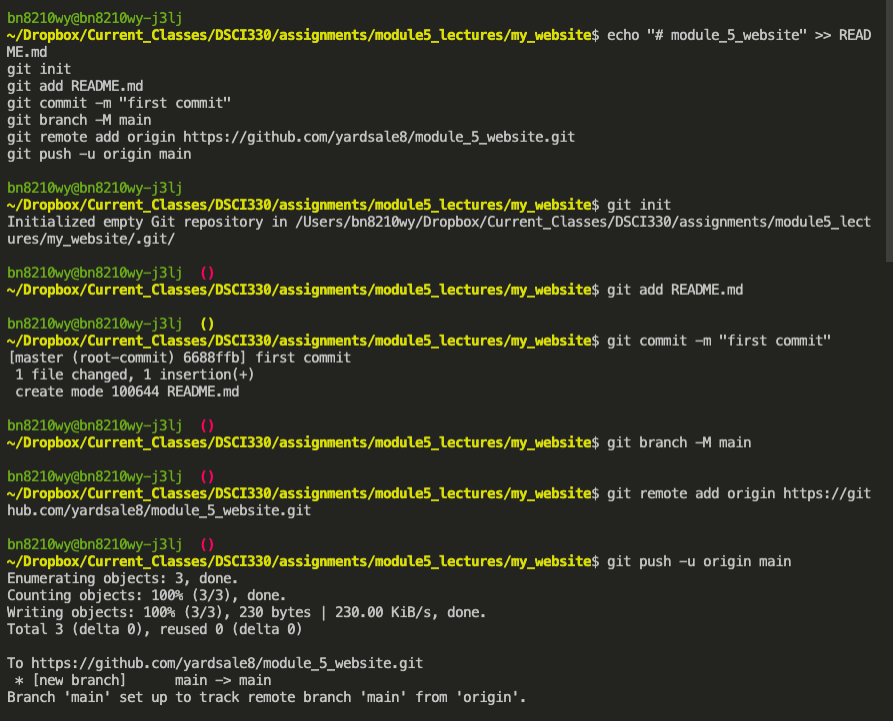 bn8210wy@bn8210wy-j3lj
~/Dropbox/Current_Classes/DSCI330/assignments/module5_lectures/my_website$ echo "# module_5_website" >> READ
ME.md
git init
git add README.md
git commit -m "first commit"
git branch -M main
git remote add origin https://github.com/yardsale8/module_5_website.git
git push -u origin main
bn8210wy@bn8210wy-j3lj
~/Dropbox/Current_Classes/DSCI330/assignments/module5_lectures/my_website$ git init
Initialized empty Git repository in /Users/bn8210wy/Dropbox/Current_Classes/DSCI330/assignments/module5_lect
ures/my_website/.git/
bn8210wy@bn8210wy-j3lj ()
~/Dropbox/Current_Classes/DSCI330/assignments/module5_lectures/my_website$ git add README.md
bn8210wy@bn8210wy-j3lj ()
~/Dropbox/Current_Classes/DSCI330/assignments/module5_lectures/my_website$ git commit -m "first commit"
[master (root-commit) 6688ffb] first commit
 1 file changed, 1 insertion(+)
 create mode 100644 README.md
bn8210wy@bn8210wy-j3lj ()
~/Dropbox/Current_Classes/DSCI330/assignments/module5_lectures/my_website$ git branch -M main
bn8210wy@bn8210wy-j3lj ()
~/Dropbox/Current_Classes/DSCI330/assignments/module5_lectures/my_website$ git remote add origin https://git
hub.com/yardsale8/module_5_website.git
bn8210wy@bn8210wy-j3lj ()
~/Dropbox/Current_Classes/DSCI330/assignments/module5_lectures/my_website$ git push -u origin main
Enumerating objects: 3, done.
Counting objects: 100% (3/3), done.
Writing objects: 100% (3/3), 230 bytes | 230.00 KiB/s, done.
Total 3 (delta 0), reused 0 (delta 0)
To https://github.com/yardsale8/module_5_website.git
 * [new branch]      main -> main
Branch 'main' set up to track remote branch 'main' from 'origin'.